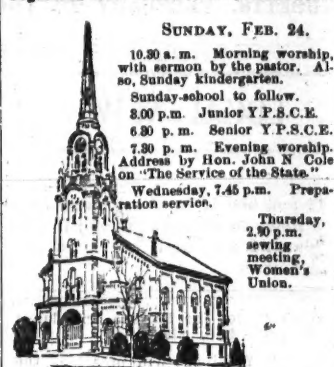 SUNDAY, FEB. 24.
10.30 a. m. Morning worship,
with sermon by the pastor. Al-
so, Sunday kindergarten.
Sunday-school to follow.
3.00 p.m. Junior Y.P.S.C.E.
6 30 p. m. Senior Y.P.S.C.E.
7.30 p. m. Evening worship.
Address by Hon. John N Cole
on "The Service of the State."
Wednesday, 7.45 p.m. Prepa-
ration service.
Thursday,
2.30 p.m.
sewing
meeting,
Women's
Union.